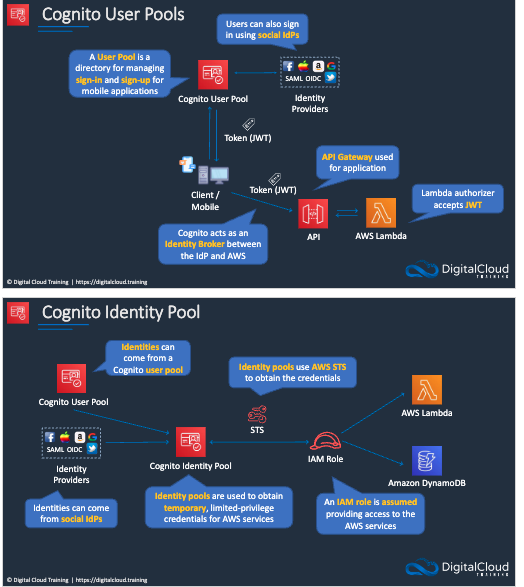 Cognito User Pools
Users can also sign
in using social IdPs
A User Pool is a
directory for managing
sign-in and sign-up for
mobile applications
Cognito User Pool
SAML OIDC
Identity
Providers
Token (JWT)
Client /
Mobile
Token (JWT)
API Gateway used
for application
API
AWS Lambda
Lambda authorizer
accepts JWT
Cognito acts as an
Identity Broker between
the IdP and AWS
© Digital Cloud Training | https://digitalcloud.training
DigitalCloud
TRAINING
Cognito Identity Pool
Identities can
come from a
Cognito user pool
Cognito User Pool
Identity pools use AWS STS
to obtain the credentials
STS
AWS Lambda
SAML OIDC
Identity
Providers
Cognito Identity Pool
IAM Role
Amazon DynamoDB
Identities can come
from social IdPs
Identity pools are used to obtain
temporary, limited-privilege
credentials for AWS services
An IAM role is assumed
providing access to the
AWS services
© Digital Cloud Training | https://digitalcloud.training
DigitalCloud
TRAINING